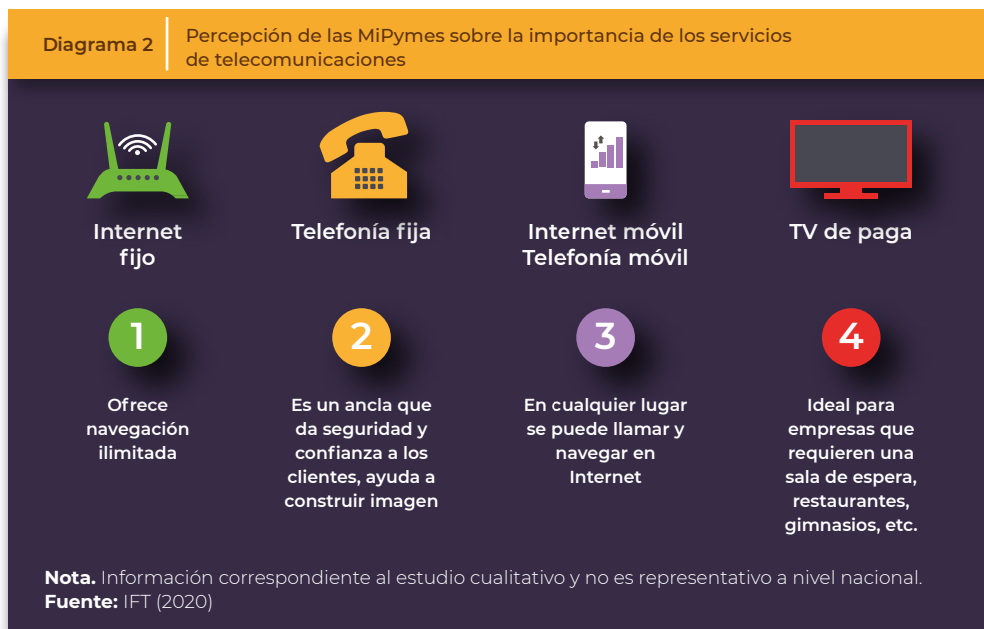 Diagrama 2
Percepción de las MiPymes sobre la importancia de los servicios
de telecomunicaciones
Internet
fijo
Telefonía fija
Internet móvil
Telefonía móvil
TV de paga
1
2
3
4
Ofrece
navegación
ilimitada
Es un ancla que
da seguridad y
confianza a los
clientes, ayuda a
construir imagen
En cualquier lugar
se puede llamar y
navegar en
Internet
Ideal para
empresas que
requieren una
sala de espera,
restaurantes,
gimnasios, etc.
Nota. Información correspondiente al estudio cualitativo y no es representativo a nivel nacional.
Fuente: IFT (2020)